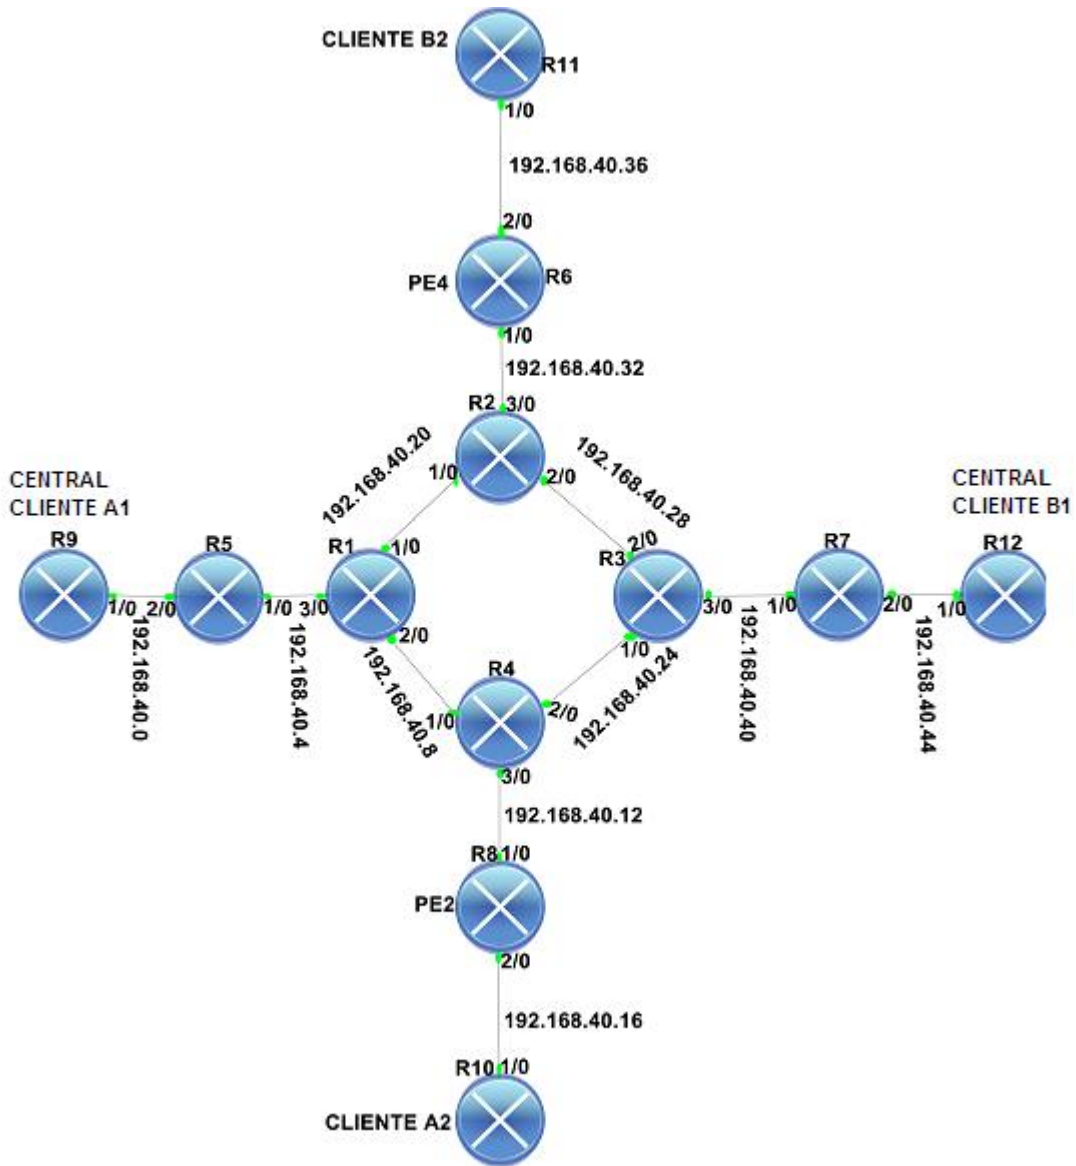 CLIENTE B2
R11
1/0
192.168.40.36
2/0
PE4
R6
1/0
192.168.40.32
R2
3/0
192.168.40.20
1/0
2/0
192.168.40.28
CENTRAL
CLIENTE A1
CENTRAL
CLIENTE B1
R9
R5
R1
1/0
2/0
R3
R7
R12
1/0
2/0
192.168.40.0
1/0
3/0
192.168.40.4
2/0
192.168.40.8
1/0
R4
2/0
1/0
192.168.40.24
3/0
1/0
192.168.40.40
2/0
1/0
192.168.40.44
3/0
192.168.40.12
R8
1/0
PE2
2/0
192.168.40.16
R10
1/0
CLIENTE A2